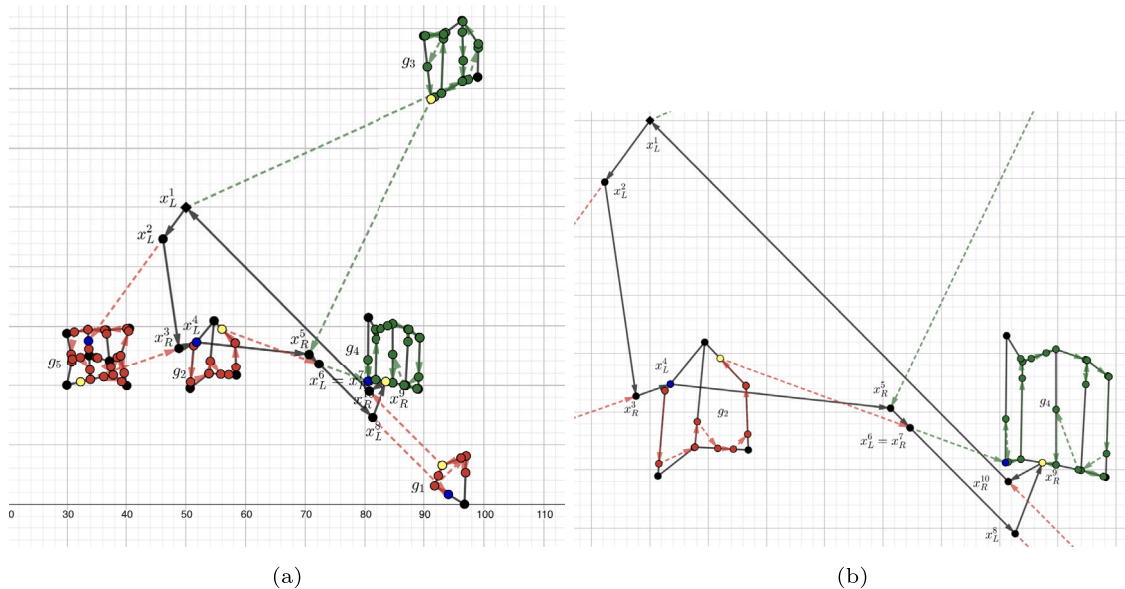 g₃
x_L^1
x_L^2
x_R^3 x_L^4
x_R^5
g₄
g₅
g₂
x_L^6 = x_R^7
x_R^9
x_R
x_L^8
g₁
0 30 40 50 60 70 80 90 100 110
(a)
x_L^1
x_L^2
x_L^4
x_R^3
g₂
x_R^5
g₄
x_L^6 = x_R^7
x_R^9
x_R^10
x_L^8
(b)